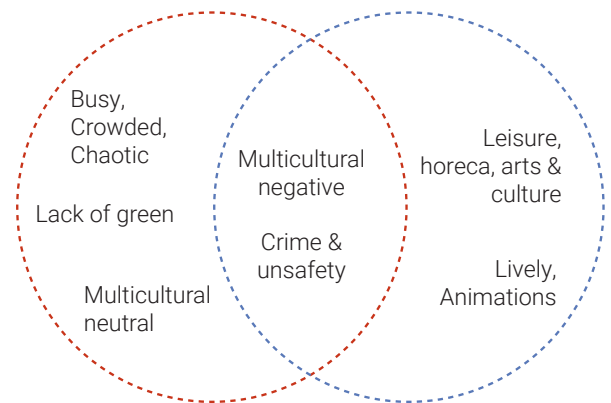 Busy,
Crowded,
Chaotic
Lack of green
Multicultural
neutral
Multicultural
negative
Crime &
unsafety
Leisure,
horeca, arts &
culture
Lively,
Animations